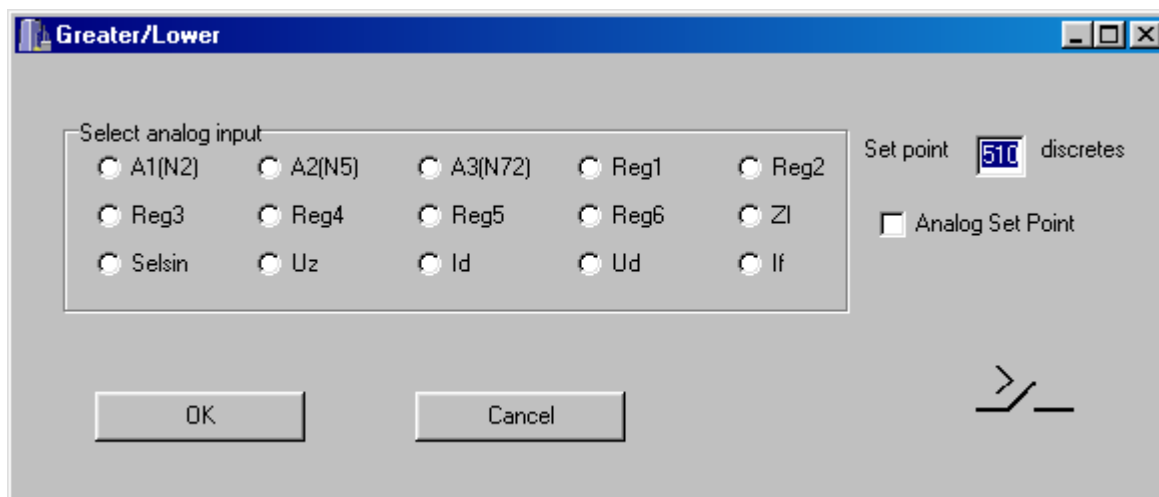 Greater/Lower
Select analog input
A1(N2) A2(N5) A3(N72) Reg1 Reg2
Reg3 Reg4 Reg5 Reg6 ZI
Selsin Uz Id Ud If
Set point 510 discretes
Analog Set Point
OK Cancel